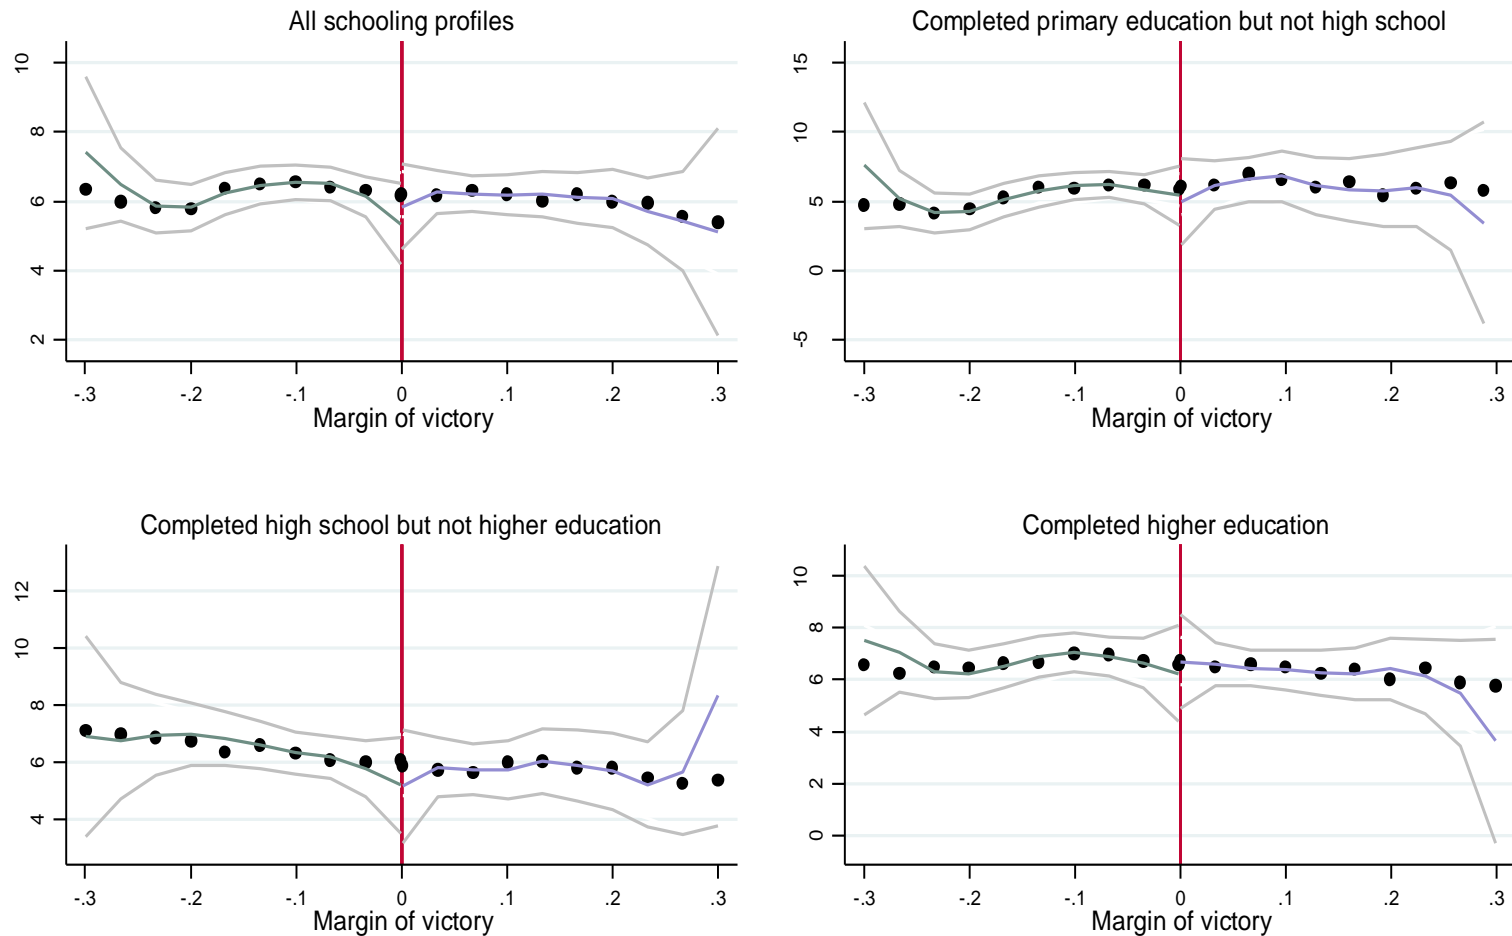 All schooling profiles
10
8
6
4
2
-.3 -.2 -.1 0 .1 .2 .3
Margin of victory
Completed primary education but not high school
15
10
5
0
-5
-.3 -.2 -.1 0 .1 .2 .3
Margin of victory
Completed high school but not higher education
12
10
8
6
4
-.3 -.2 -.1 0 .1 .2 .3
Margin of victory
Completed higher education
10
8
6
4
2
0
-.3 -.2 -.1 0 .1 .2 .3
Margin of victory